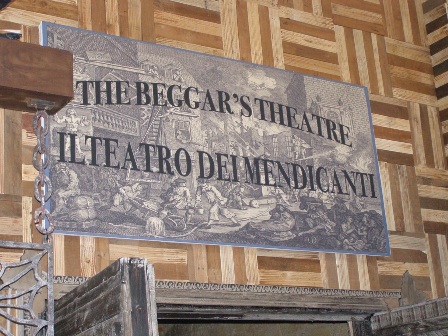 THE BEGGAR'S THEATRE
IL TEATRO DEI MENDICANTI